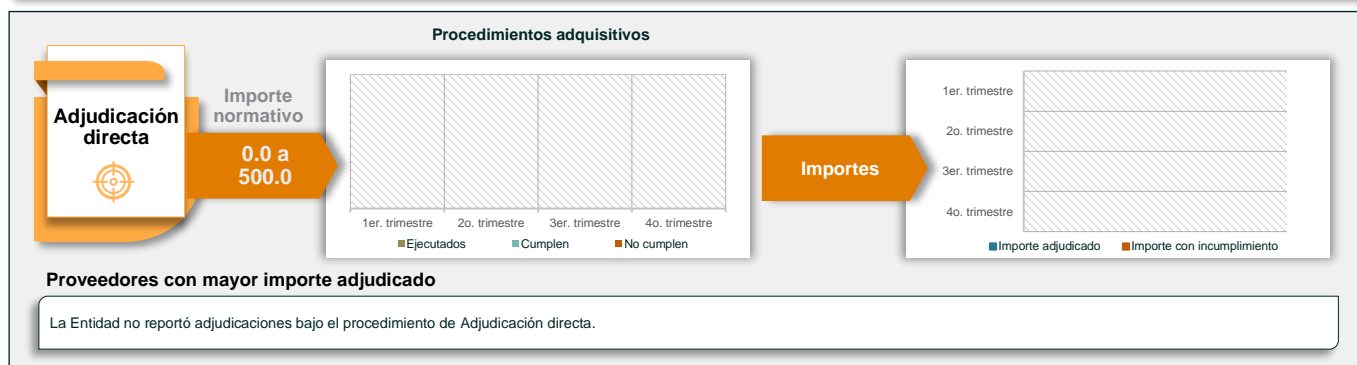 Procedimientos adquisitivos
Adjudicación
directa
Importe
normativo
0.0 a
500.0
1er. trimestre 2o. trimestre 3er. trimestre 4o. trimestre
Ejecutados Cumplen No cumplen
Importes
1er. trimestre
2o. trimestre
3er. trimestre
4o. trimestre
Importe adjudicado Importe con incumplimiento
Proveedores con mayor importe adjudicado
La Entidad no reportó adjudicaciones bajo el procedimiento de Adjudicación directa.